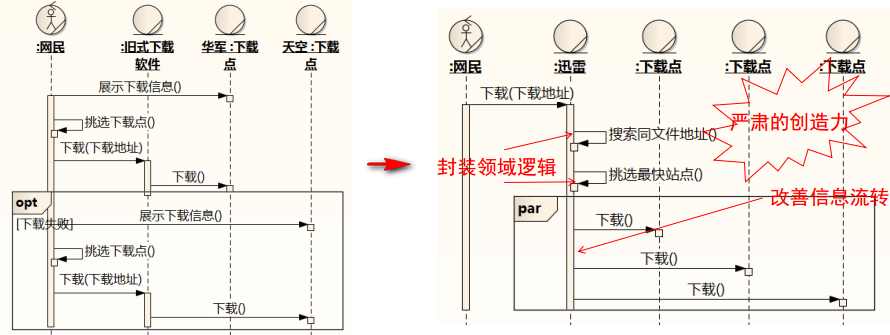 :网民
:旧式下载
软件
华军 :下载
点
天空 :下载
点
展示下载信息()
挑选下载点()
下载(下载地址)
下载()
opt
[下载失败]
展示下载信息()
挑选下载点()
下载(下载地址)
下载()
:网民
:迅雷
:下载点
:下载点
:下载点
下载(下载地址)
搜索同文件地址()
严肃的创造力
封装领域逻辑
挑选最快站点()
改善信息流转
par
下载()
下载()
下载()